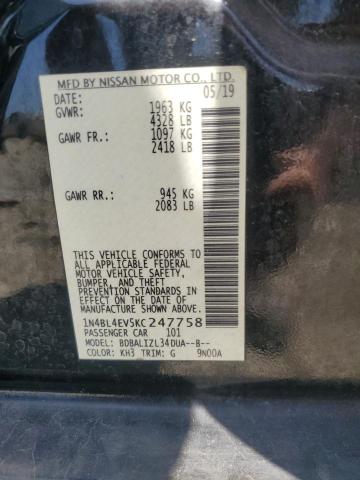 MFD BY NISSAN MOTOR CO., LTD.
DATE: 05/19
GVWR: 1963 KG
4328 LB
GAWR FR.: 1097 KG
2418 LB
GAWR RR.: 945 KG
2083 LB
THIS VEHICLE CONFORMS TO
ALL APPLICABLE FEDERAL
MOTOR VEHICLE SAFETY,
BUMPER, AND THEFT
PREVENTION STANDARDS
IN EFFECT ON THE DATE OF
MANUFACTURE SHOWN ABOVE.
1N4BL4EV5KC247758
PASSENGER CAR 101
MODEL: BDBALIZL34DUA--B--
COLOR: KH3 TRIM: G 9N00A